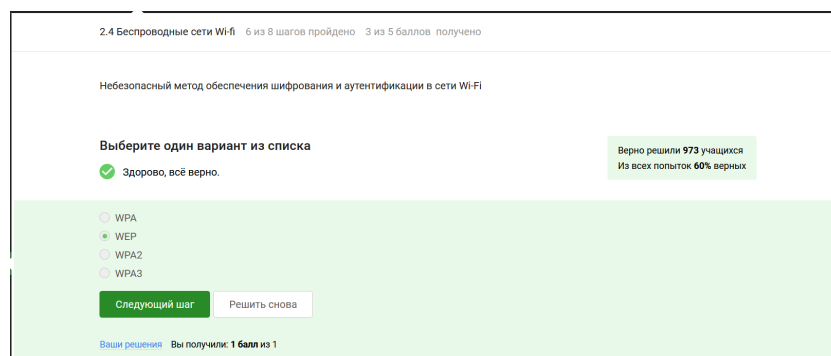 2.4 Беспроводные сети Wi-fi 6 из 8 шагов пройдено 3 из 5 баллов получено
Небезопасный метод обеспечения шифрования и аутентификации в сети Wi-Fi
Выберите один вариант из списка
Здорово, всё верно.
Верно решили 973 учащихся
Из всех попыток 60% верных
WPA
WEP
WPA2
WPA3
Следующий шаг Решить снова
Ваши решения Вы получили: 1 балл из 1